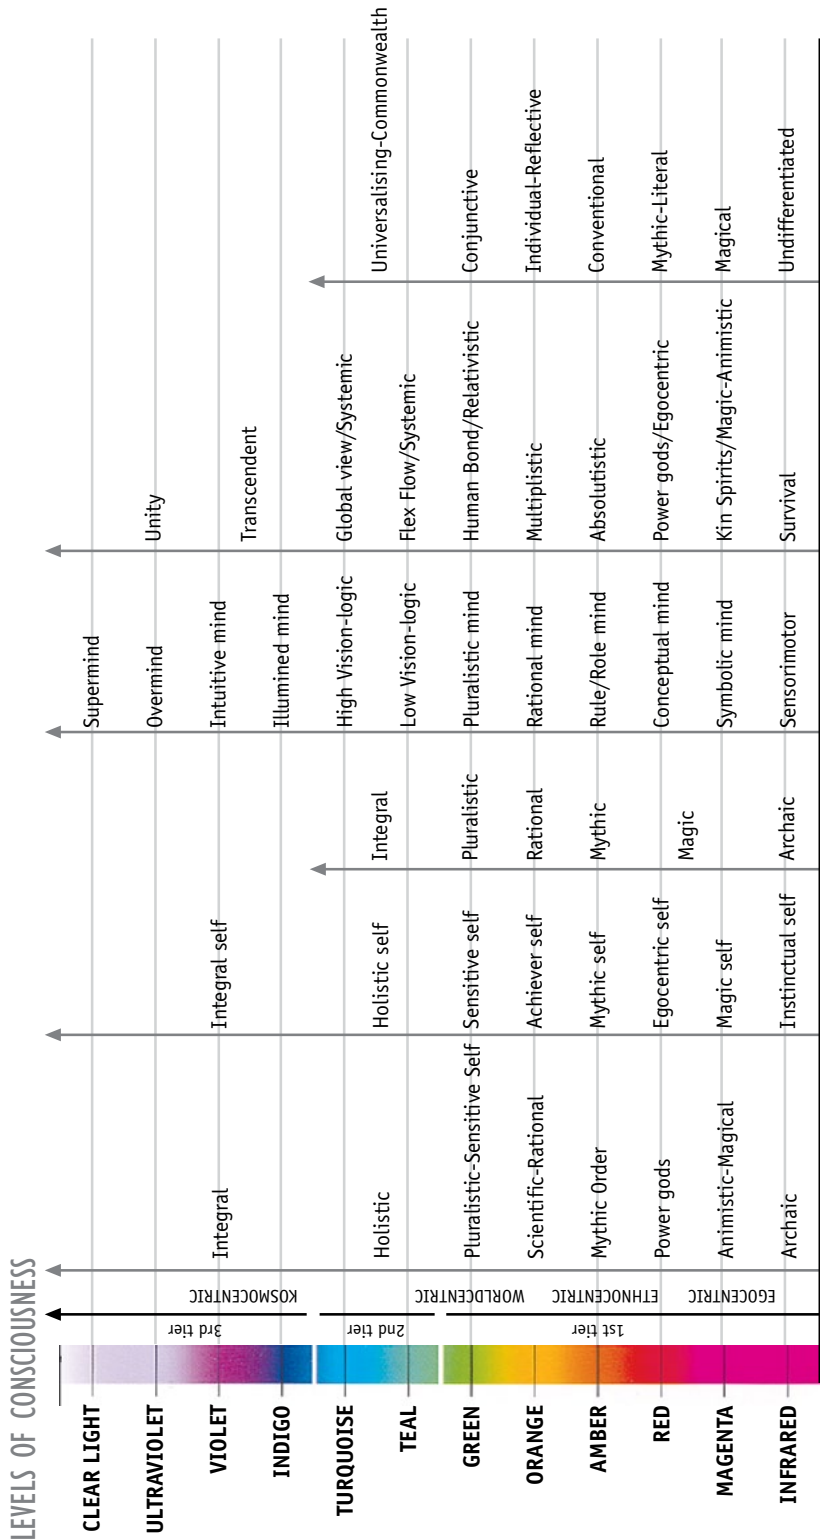 LEVELS OF CONSCIOUSNESS
CLEAR LIGHT
ULTRAVIOLET
VIOLET
INDIGO
TURQUOISE
TEAL
GREEN
ORANGE
AMBER
RED
MAGENTA
INFRARED
3rd tier
2nd tier
1st tier
KOSMOCENTRIC
WORLDCENTRIC
ETHNOCENTRIC
EGOCENTRIC
Integral
Holistic
Pluralistic-Sensitive Self
Scientific-Rational
Mythic Order
Power gods
Animistic-Magical
Archaic
Integral self
Holistic self
Sensitive self
Achiever self
Mythic self
Egocentric self
Magic self
Instinctual self
Integral
Pluralistic
Rational
Mythic
Magic
Archaic
Supermind
Overmind
Intuitive mind
Illumined mind
High Vision-logic
Low Vision-logic
Pluralistic mind
Rational mind
Rule/Role mind
Conceptual mind
Symbolic mind
Sensorimotor
Unity
Transcendent
Global view/Systemic
Flex Flow/Systemic
Human Bond/Relativistic
Multiplistic
Absolutistic
Power gods/Egocentric
Kin Spirits/Magic-Animistic
Survival
Universalising-Commonwealth
Conjunctive
Individual-Reflective
Conventional
Mythic-Literal
Magical
Undifferentiated